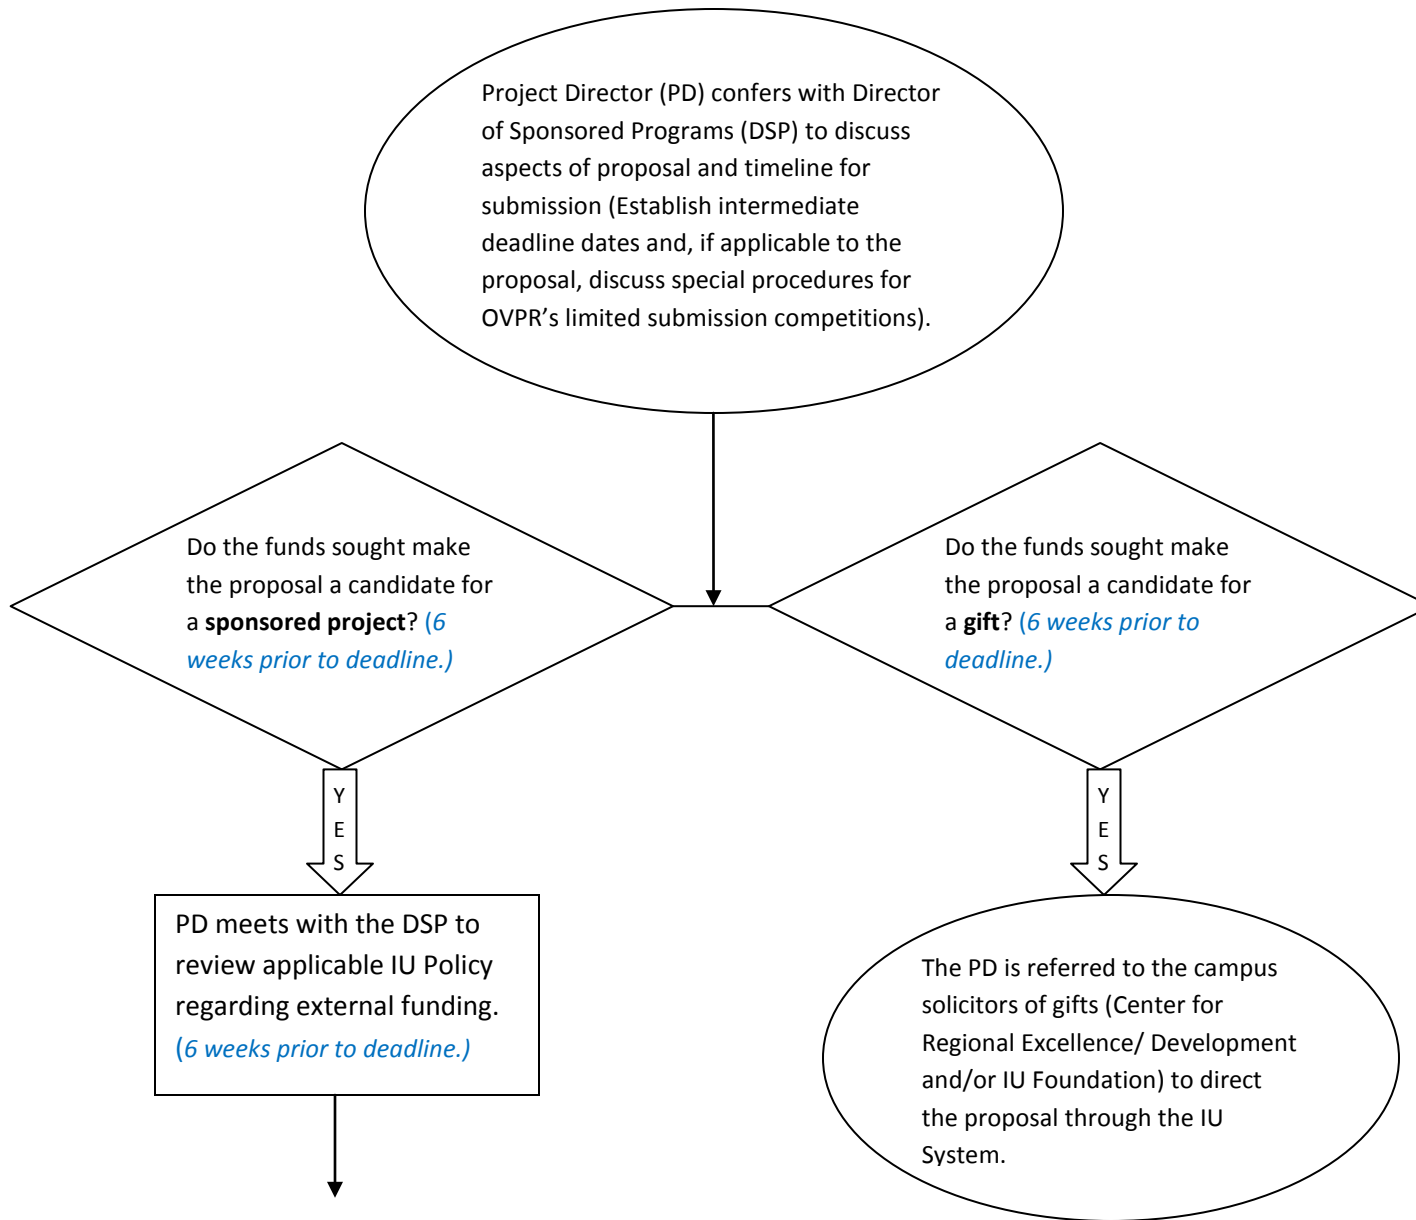 Project Director (PD) confers with Director
of Sponsored Programs (DSP) to discuss
aspects of proposal and timeline for
submission (Establish intermediate
deadline dates and, if applicable to the
proposal, discuss special procedures for
OVPR’s limited submission competitions).
Do the funds sought make
the proposal a candidate for
a sponsored project? (6
weeks prior to deadline.)
Do the funds sought make
the proposal a candidate for
a gift? (6 weeks prior to
deadline.)
Y
E
S
Y
E
S
PD meets with the DSP to
review applicable IU Policy
regarding external funding.
(6 weeks prior to deadline.)
The PD is referred to the campus
solicitors of gifts (Center for
Regional Excellence/ Development
and/or IU Foundation) to direct
the proposal through the IU
System.